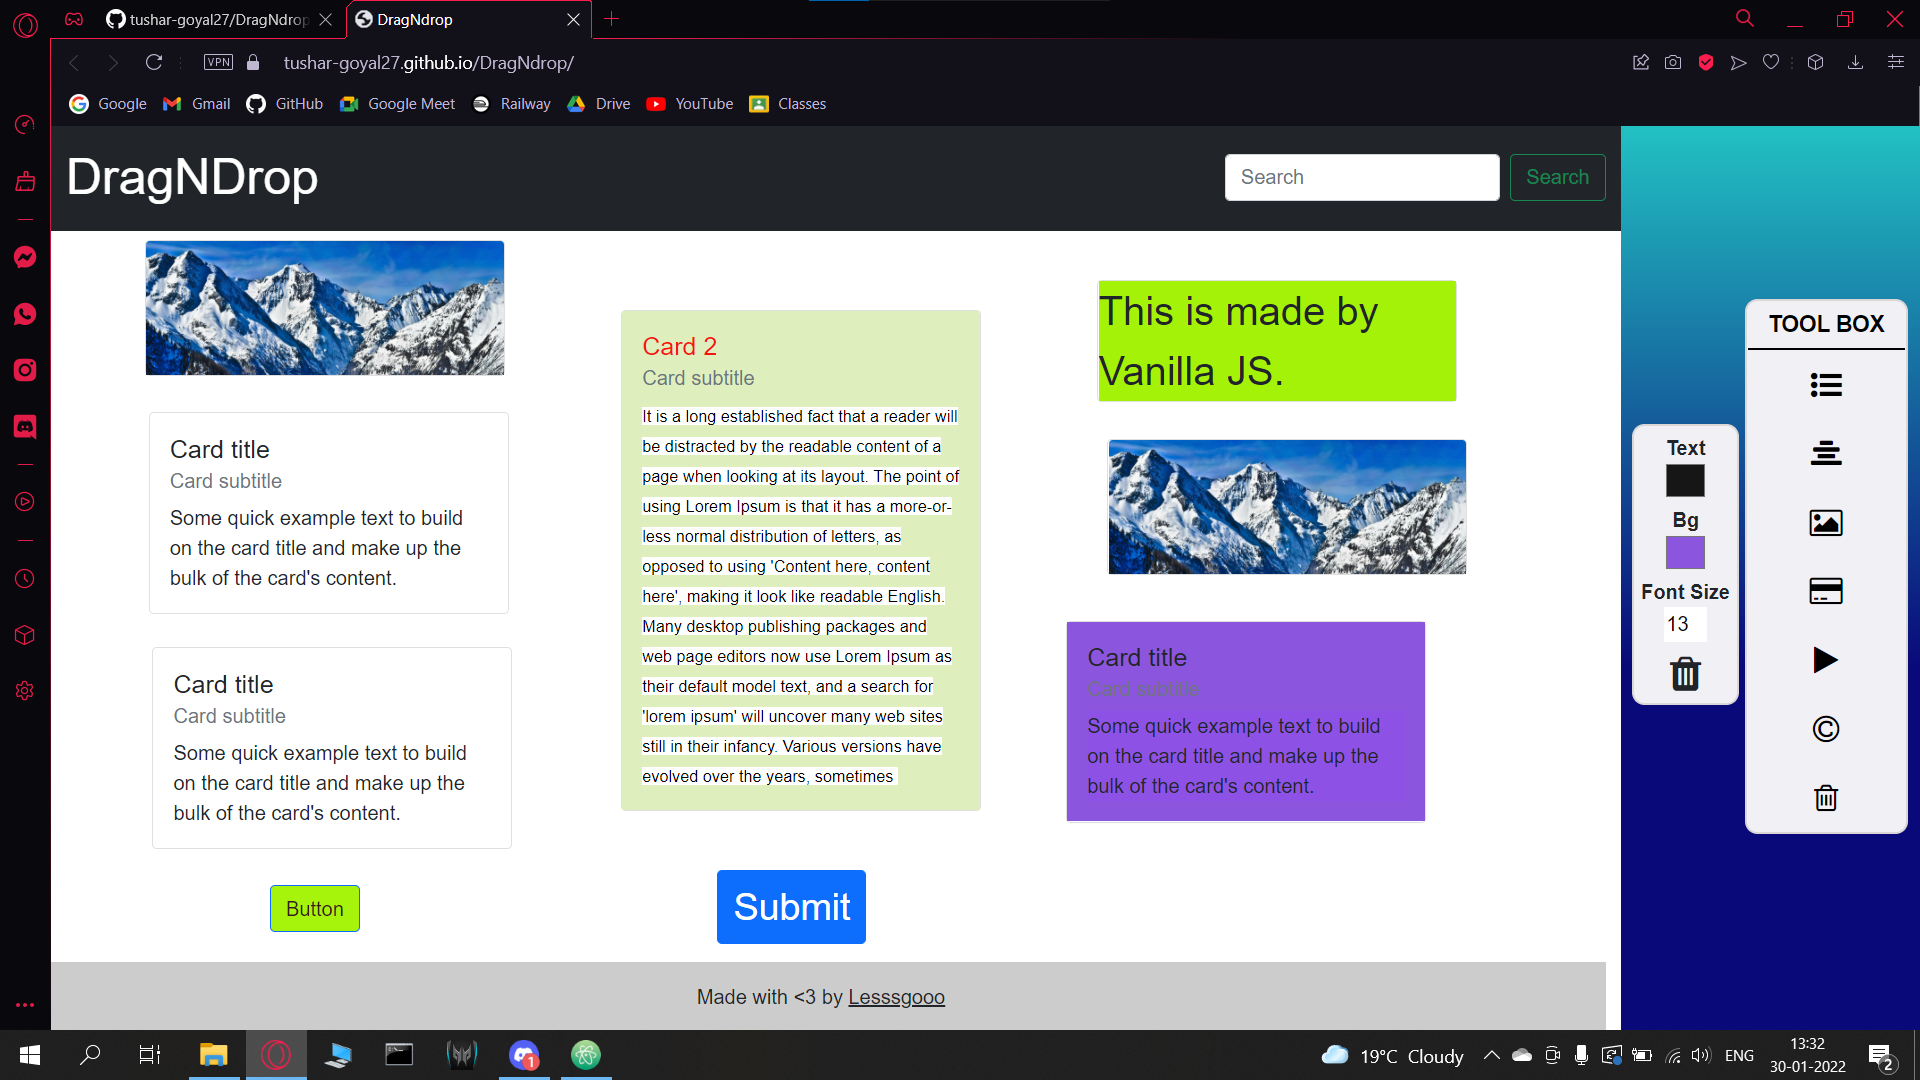 tushar-goyal27/DragNdrop
DragNdrop
VPN
tushar-goyal27.github.io/DragNdrop/
Google
Gmail
GitHub
Google Meet
Railway
Drive
YouTube
Classes
DragNDrop
Search
Search
Card title
Card subtitle
Some quick example text to build
on the card title and make up the
bulk of the card's content.
Card title
Card subtitle
Some quick example text to build
on the card title and make up the
bulk of the card's content.
Button
Card 2
Card subtitle
It is a long established fact that a reader will
be distracted by the readable content of a
page when looking at its layout. The point of
using Lorem Ipsum is that it has a more-or-
less normal distribution of letters, as
opposed to using 'Content here, content
here', making it look like readable English.
Many desktop publishing packages and
web page editors now use Lorem Ipsum as
their default model text, and a search for
'lorem ipsum' will uncover many web sites
still in their infancy. Various versions have
evolved over the years, sometimes
Submit
This is made by
Vanilla JS.
Card title
Card subtitle
Some quick example text to build
on the card title and make up the
bulk of the card's content.
Text
Bg
Font Size
13
TOOL BOX
Made with <3 by Lesssgooo
1
19°C Cloudy
ENG
13:32
30-01-2022
2